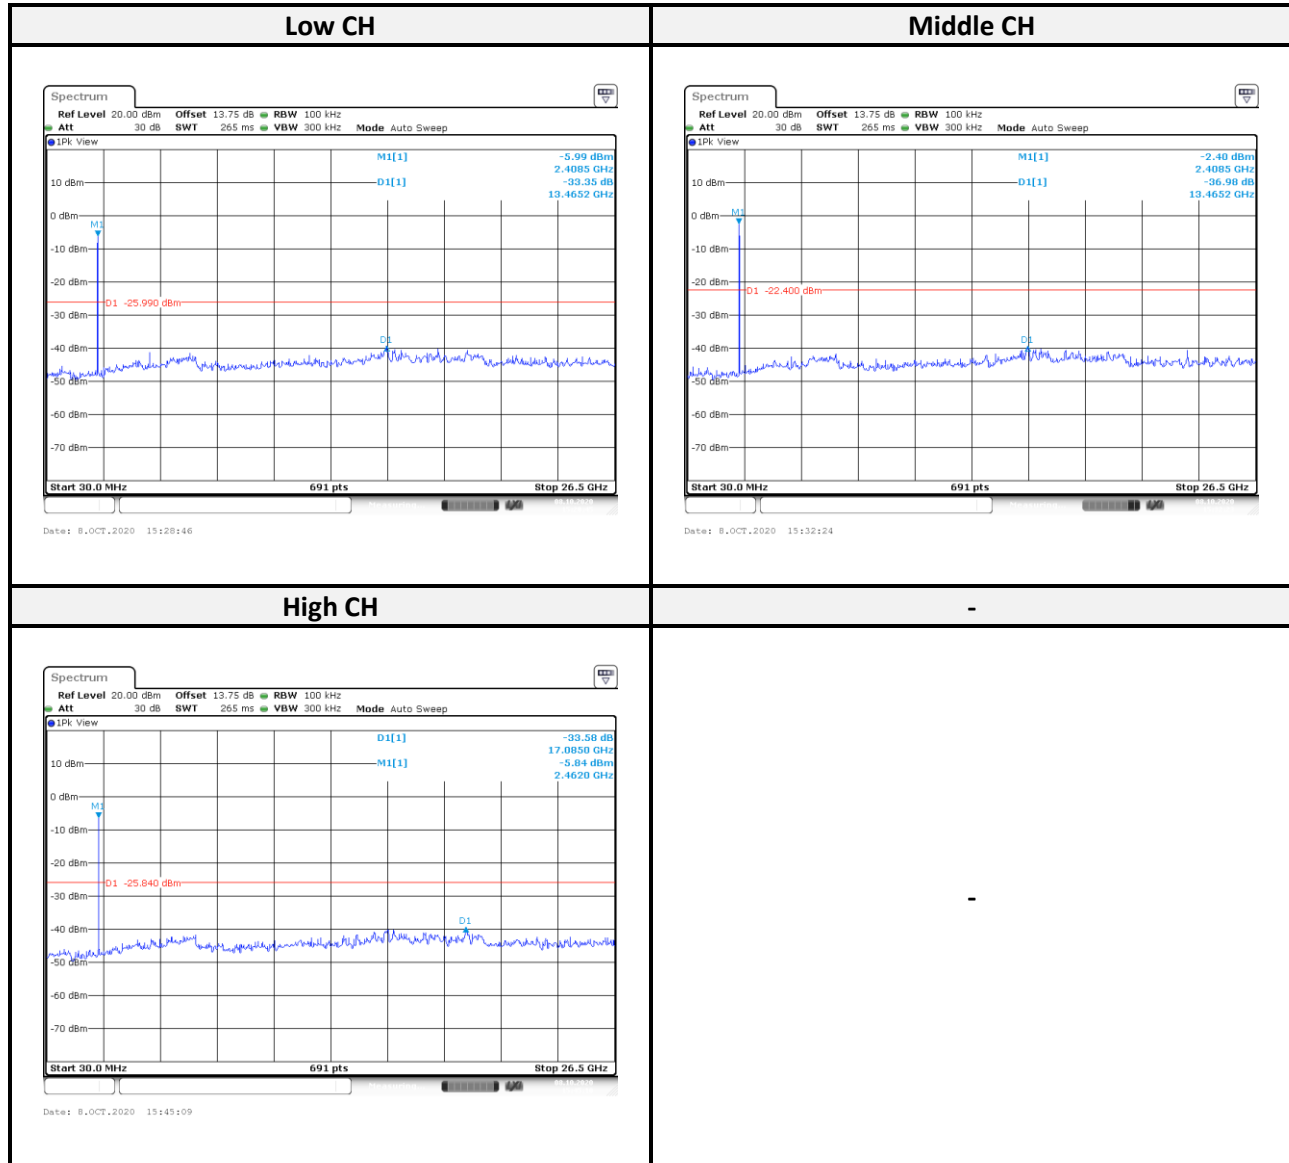 Low CH
Middle CH
Spectrum
Ref Level 20.00 dBm Offset 13.75 dB RBW 100 kHz
Att 30 dB SWT 265 ms VBW 300 kHz Mode Auto Sweep
1Pk View
M1[1] -5.99 dBm
2.4085 GHz
10 dBm D1[1] -33.35 dB
13.4652 GHz
0 dBm
M1
-10 dBm
-20 dBm
D1 -25.990 dBm
-30 dBm
-40 dBm D1
-50 dBm
-60 dBm
-70 dBm
Start 30.0 MHz 691 pts Stop 26.5 GHz
Date: 8.OCT.2020 15:28:46
Spectrum
Ref Level 20.00 dBm Offset 13.75 dB RBW 100 kHz
Att 30 dB SWT 265 ms VBW 300 kHz Mode Auto Sweep
1Pk View
M1[1] -2.40 dBm
2.4085 GHz
10 dBm D1[1] -36.98 dB
13.4652 GHz
0 dBm M1
-10 dBm
-20 dBm
D1 -22.400 dBm
-30 dBm
-40 dBm D1
-50 dBm
-60 dBm
-70 dBm
Start 30.0 MHz 691 pts Stop 26.5 GHz
Date: 8.OCT.2020 15:32:24
High CH
-
Spectrum
Ref Level 20.00 dBm Offset 13.75 dB RBW 100 kHz
Att 30 dB SWT 265 ms VBW 300 kHz Mode Auto Sweep
1Pk View
D1[1] -33.58 dB
17.0850 GHz
10 dBm M1[1] -5.84 dBm
2.4620 GHz
0 dBm
M1
-10 dBm
-20 dBm
D1 -25.840 dBm
-30 dBm
-40 dBm D1
-50 dBm
-60 dBm
-70 dBm
Start 30.0 MHz 691 pts Stop 26.5 GHz
Date: 8.OCT.2020 15:45:09
-